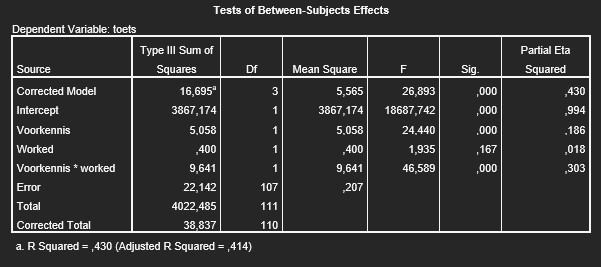 Tests of Between-Subjects Effects
Dependent Variable: toets
Type III Sum of Partial Eta
Source Squares Df Mean Square F Sig. Squared
Corrected Model 16,695a 3 5,565 26,893 ,000 ,430
Intercept 3867,174 1 3867,174 18687,742 ,000 ,994
Voorkennis 5,058 1 5,058 24,440 ,000 ,186
Worked ,400 1 ,400 1,935 ,167 ,018
Voorkennis * worked 9,641 1 9,641 46,589 ,000 ,303
Error 22,142 107 ,207
Total 4022,485 111
Corrected Total 38,837 110
a. R Squared = ,430 (Adjusted R Squared = ,414)